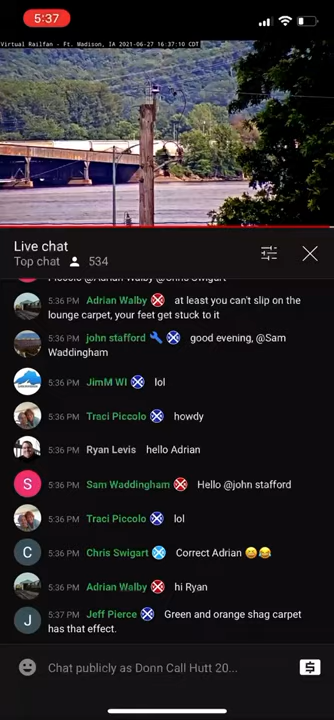 5:37
Virtual Railfan - Ft. Madison, IA 2021-06-27 16:37:10 CDT
Live chat
Top chat 534
Piccolo @Adrian Walby @Chris Swigart
5:36 PM Adrian Walby at least you can't slip on the
lounge carpet, your feet get stuck to it
5:36 PM john stafford good evening, @Sam
Waddingham
5:36 PM JimM WI lol
5:36 PM Traci Piccolo howdy
5:36 PM Ryan Levis hello Adrian
S 5:36 PM Sam Waddingham Hello @john stafford
5:36 PM Traci Piccolo lol
C 5:36 PM Chris Swigart Correct Adrian 😄😂
5:36 PM Adrian Walby hi Ryan
J 5:37 PM Jeff Pierce Green and orange shag carpet
has that effect.
Chat publicly as Donn Call Hutt 20... $